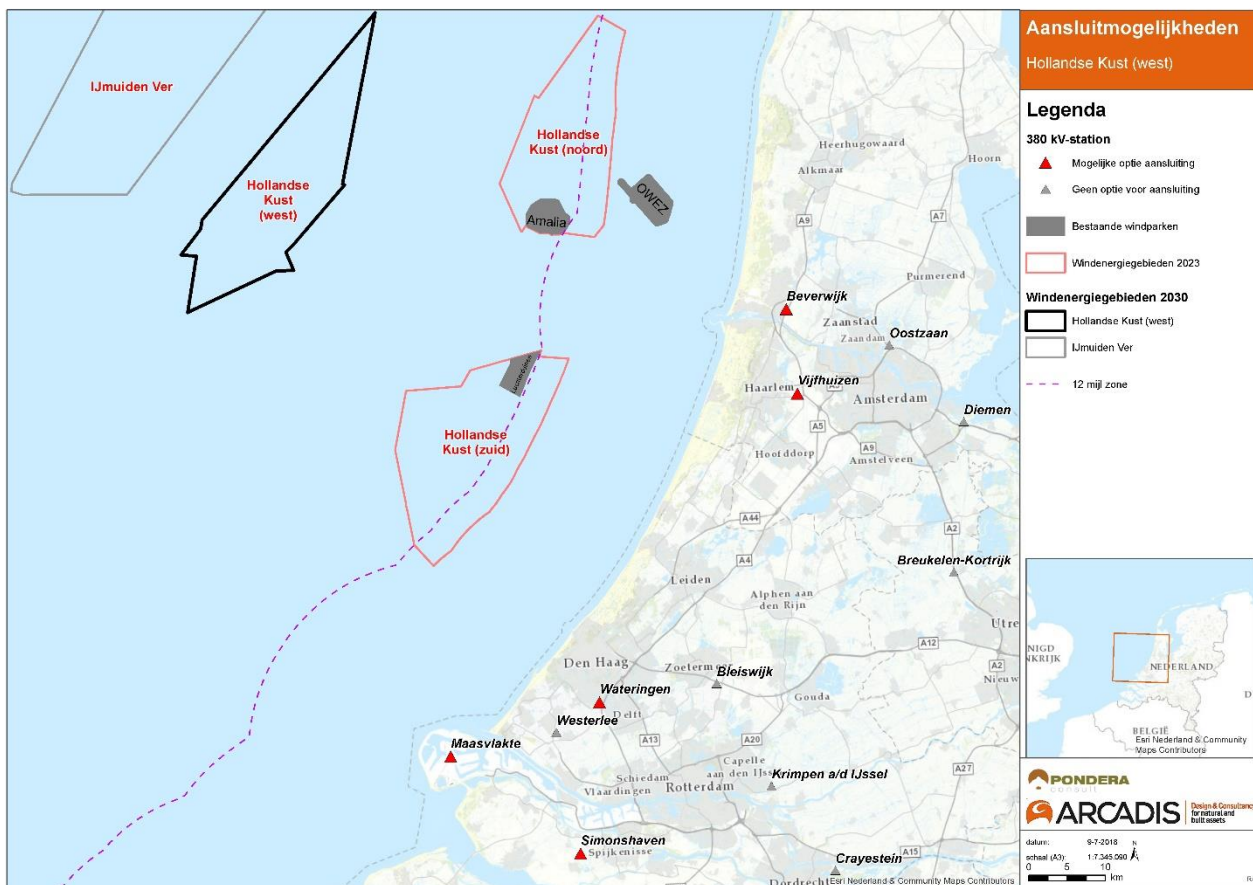 IJmuiden Ver
Hollandse
Kust
(west)
Hollandse
Kust (noord)
Amalia
OWEZ
Hollandse
Kust (zuid)
Heerhugowaard
Hoorn
Alkmaar
A9
A7
Purmerend
Beverwijk
Zaanstad
Zaandam
Oostzaan
Vijfhuizen
Haarlem
Amsterdam
Diemen
A5
A9
A1
Hoofddorp
Amstelveen
A44
A4
A2
Breukelen-Kortrijk
Leiden
Alphen aan
den Rijn
Utre
A12
A2
Nieuw
Den Haag
Zoetermeer
Bleiswijk
Gouda
Wateringen
Delft
Westerlee
Maasvlakte
A13
A20
A27
Schiedam
Vlaardingen
Capelle
aan den IJssel
Rotterdam
Krimpen a/d IJssel
Simonshaven
Spijkenisse
A15
Crayestein
Dordrecht
Esri Nederland & Community Maps Contributors
Aansluitmogelijkheden
Hollandse Kust (west)
Legenda
380 kV-station
Mogelijke optie aansluiting
Geen optie voor aansluiting
Bestaande windparken
Windenergiegebieden 2023
Windenergiegebieden 2030
Hollandse Kust (west)
IJmuiden Ver
12 mijl zone
NIGD
NKRIJK
NEDERLAND
D
BELGIË
Esri Nederland & Community
Maps Contributors
PONDERA
consult
ARCADIS
Design & Consultancy
for natural and
built assets
datum: 9-7-2018
N
schaal (A3): 1:7.345.090
0 5 10
km